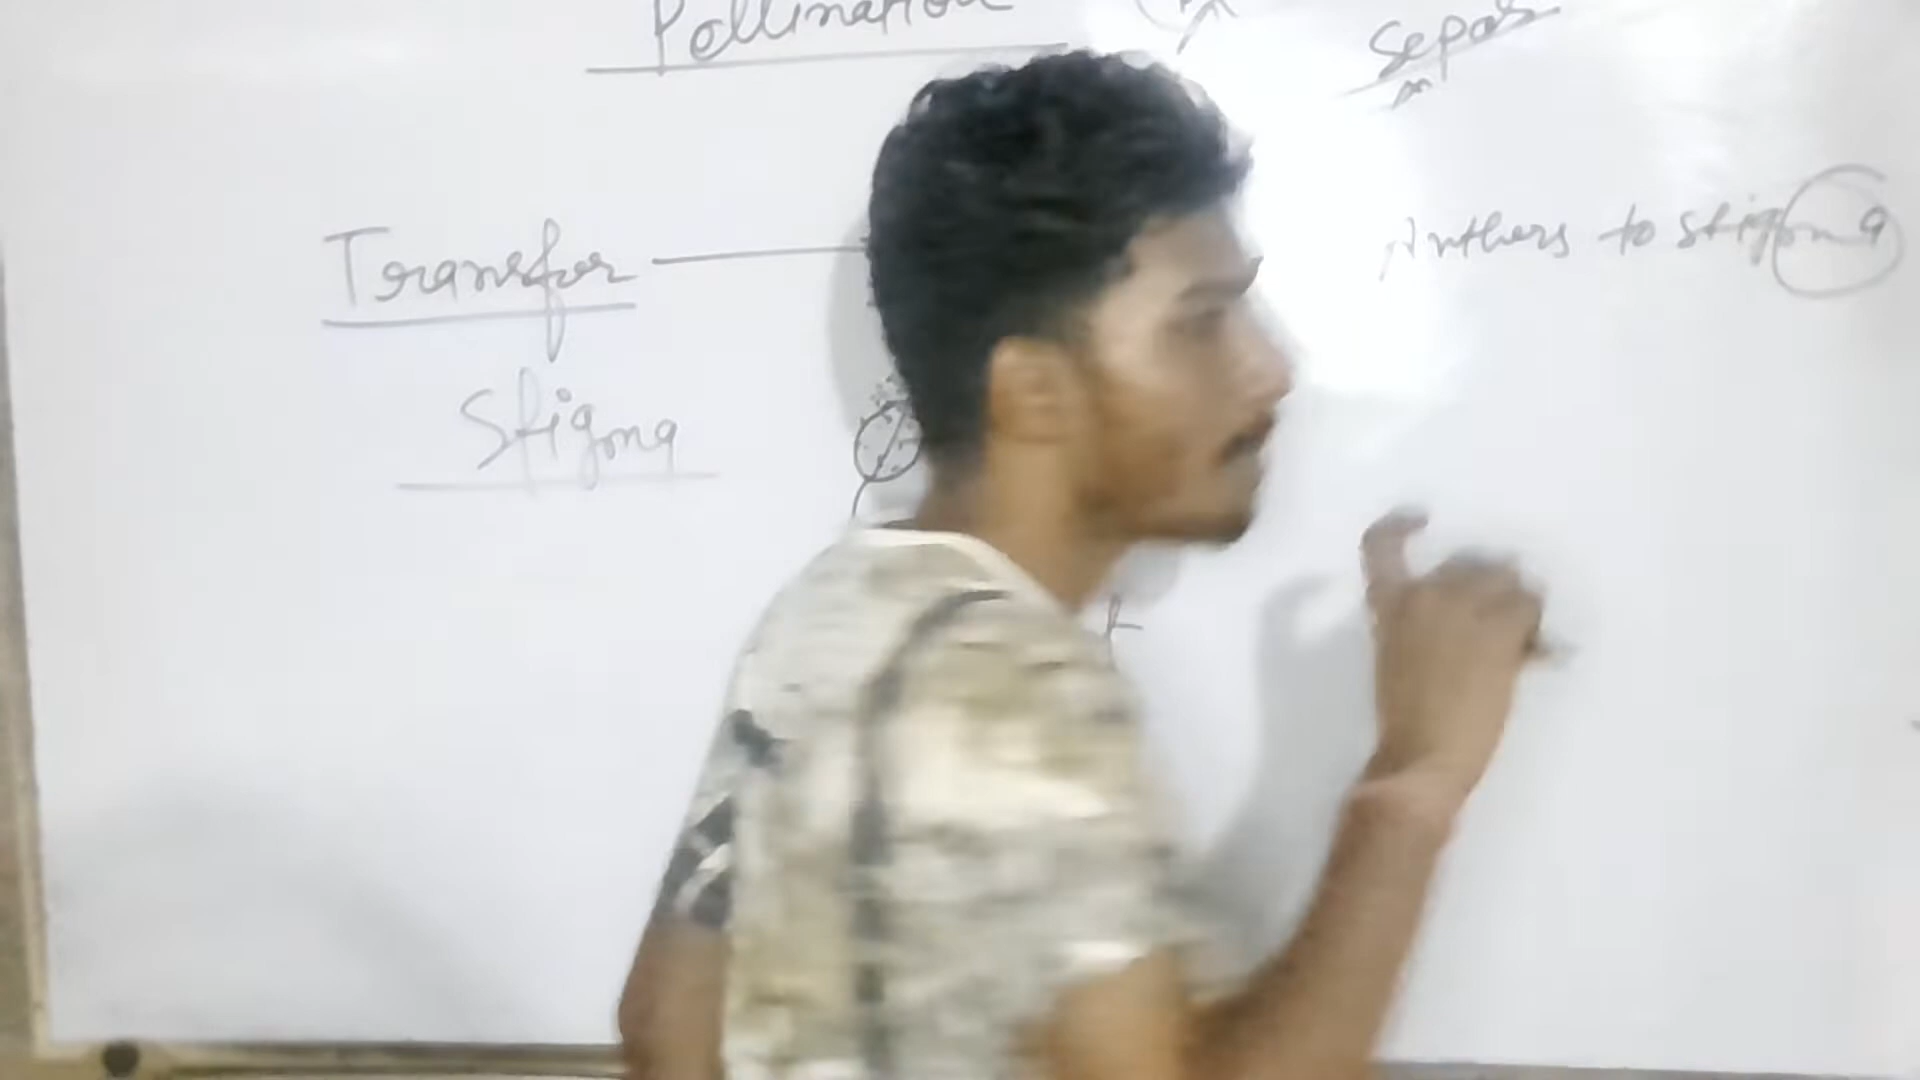 Pollination
Sepals
Transfer
Anthers to stigma
Stigma